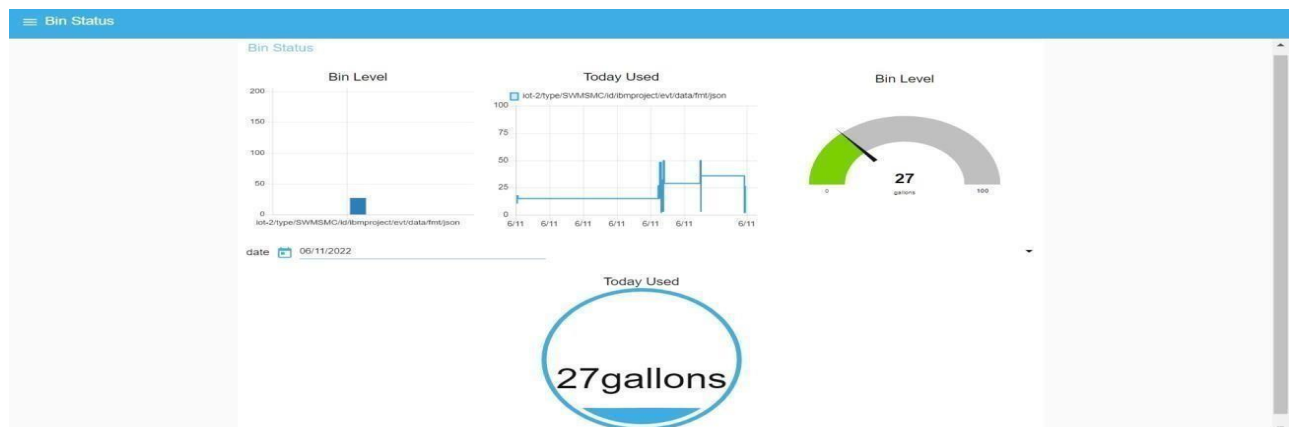 Bin Status
Bin Status
Bin Level
200
150
100
50
0
iot-2/type/SWMSMC/id/ibmproject/evt/data/fmt/json
Today Used
iot-2/type/SWMSMC/id/ibmproject/evt/data/fmt/json
100
75
50
25
0
6/11 6/11 6/11 6/11 6/11 6/11 6/11
Bin Level
27
0 gallons 100
date 06/11/2022
Today Used
27gallons